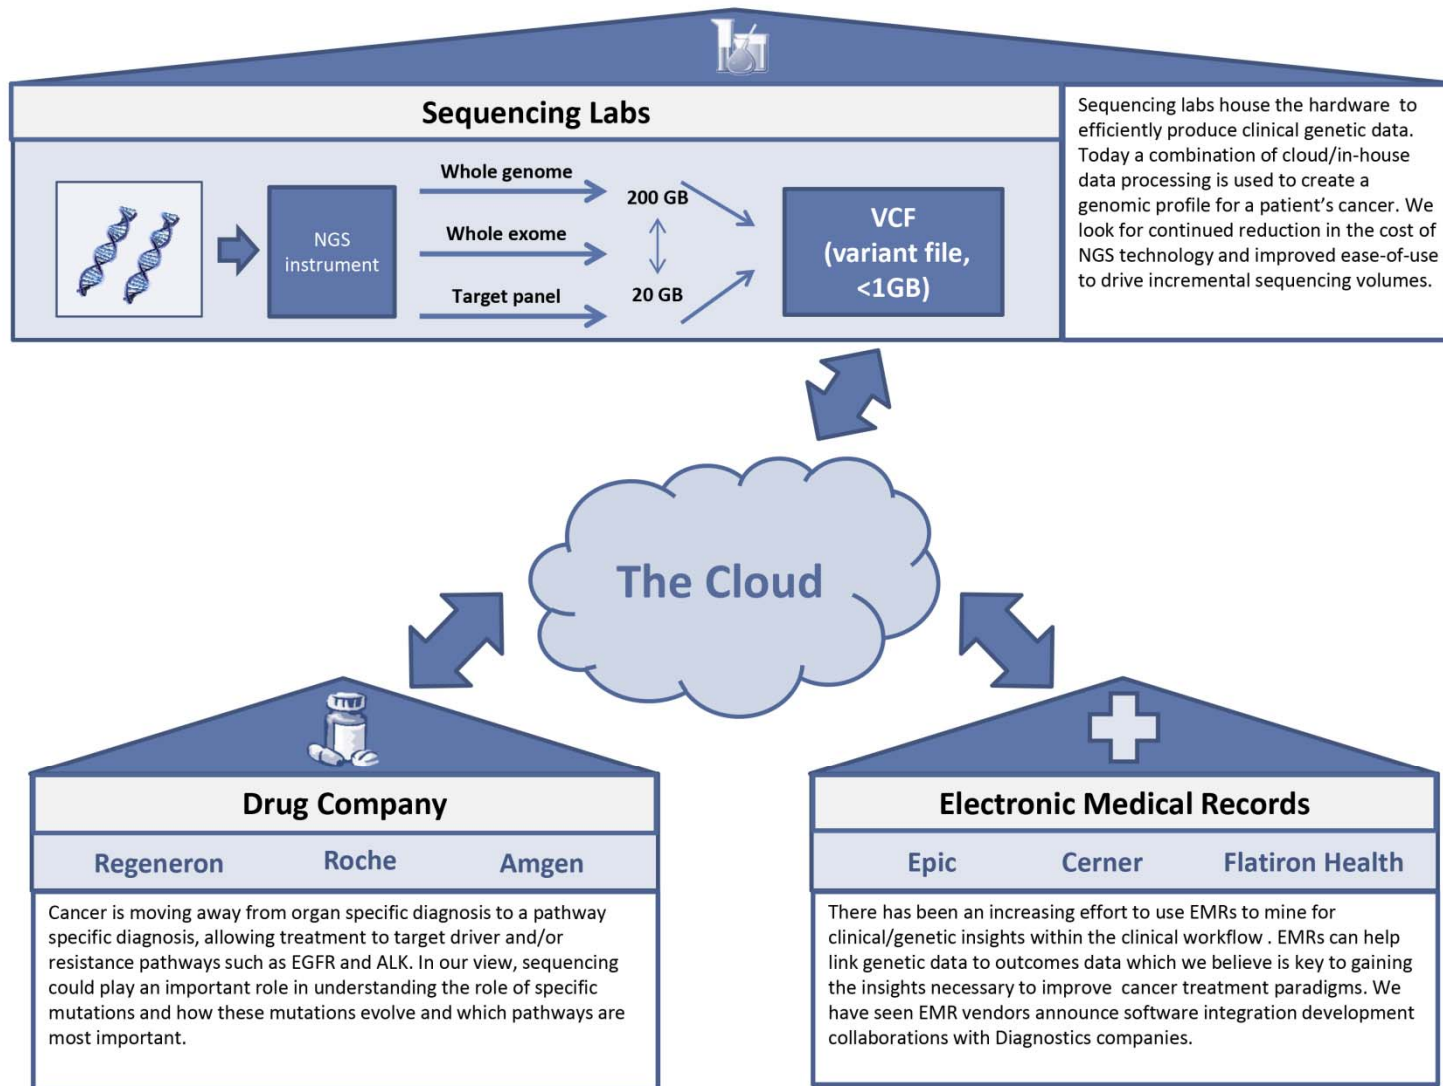 Sequencing Labs
NGS
instrument
Whole genome
Whole exome
Target panel
200 GB
20 GB
VCF
(variant file,
<1GB)
Sequencing labs house the hardware to
efficiently produce clinical genetic data.
Today a combination of cloud/in-house
data processing is used to create a
genomic profile for a patient's cancer. We
look for continued reduction in the cost of
NGS technology and improved ease-of-use
to drive incremental sequencing volumes.
The Cloud
Drug Company
Regeneron Roche Amgen
Cancer is moving away from organ specific diagnosis to a pathway
specific diagnosis, allowing treatment to target driver and/or
resistance pathways such as EGFR and ALK. In our view, sequencing
could play an important role in understanding the role of specific
mutations and how these mutations evolve and which pathways are
most important.
Electronic Medical Records
Epic Cerner Flatiron Health
There has been an increasing effort to use EMRs to mine for
clinical/genetic insights within the clinical workflow . EMRs can help
link genetic data to outcomes data which we believe is key to gaining
the insights necessary to improve cancer treatment paradigms. We
have seen EMR vendors announce software integration development
collaborations with Diagnostics companies.